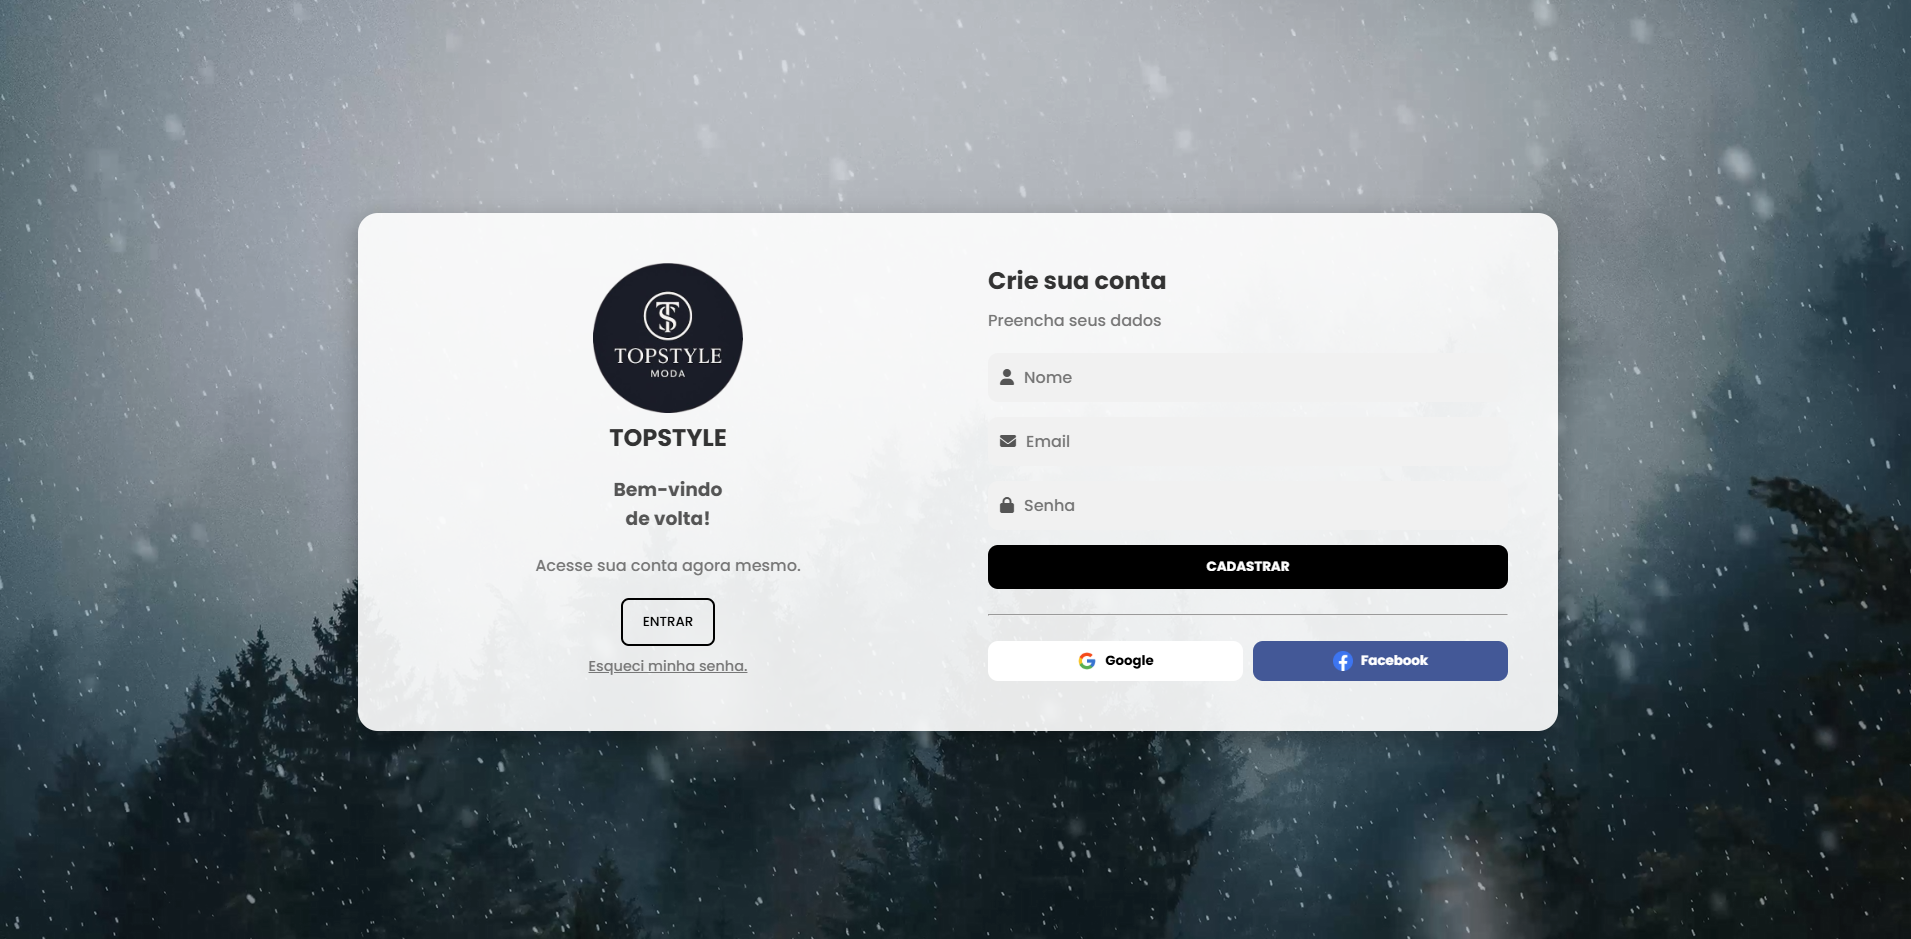 TS
TOPSTYLE
MODA
TOPSTYLE
Bem-vindo
de volta!
Acesse sua conta agora mesmo.
ENTRAR
Esqueci minha senha.
Crie sua conta
Preencha seus dados
Nome
Email
Senha
CADASTRAR
Google
Facebook